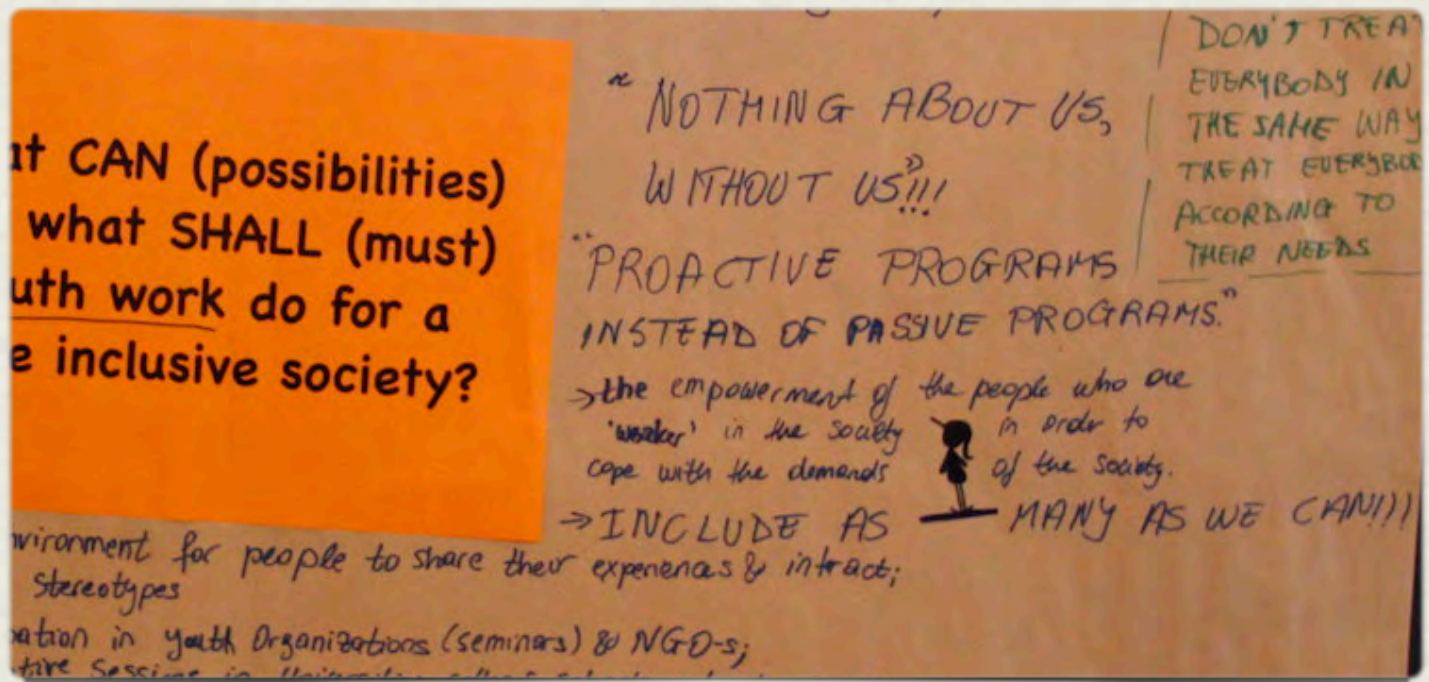 at CAN (possibilities)
what SHALL (must)
uth work do for a
e inclusive society?
"NOTHING ABOUT US,
WITHOUT US"!!!
"PROACTIVE PROGRAMS
INSTEAD OF PASSIVE PROGRAMS."
→the empowerment of the people who are
'weaker' in the society in order to
cope with the demands of the society.
→INCLUDE AS MANY AS WE CAN!!!
DON'T TREAT
EVERYBODY IN
THE SAME WAY
TREAT EVERYBOD
ACCORDING TO
THEIR NEEDS
vironment for people to share their experiences & intract;
Stereotypes
pation in youth Organizations (seminars) & NGO-s;
tive sessions in